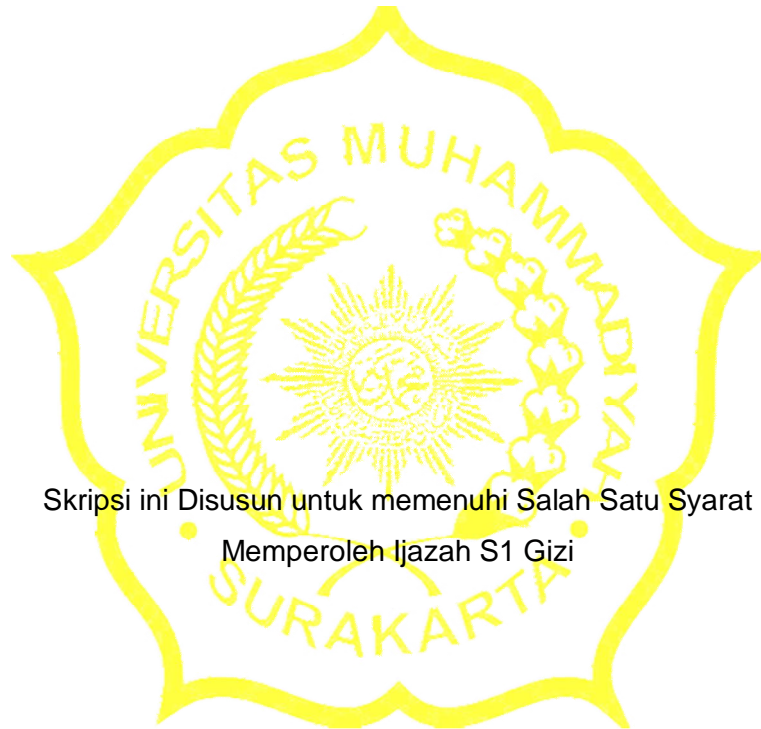 UNIVERSITAS MUHAMMADIYAH
Skripsi ini Disusun untuk memenuhi Salah Satu Syarat
Memperoleh Ijazah S1 Gizi
SURAKARTA